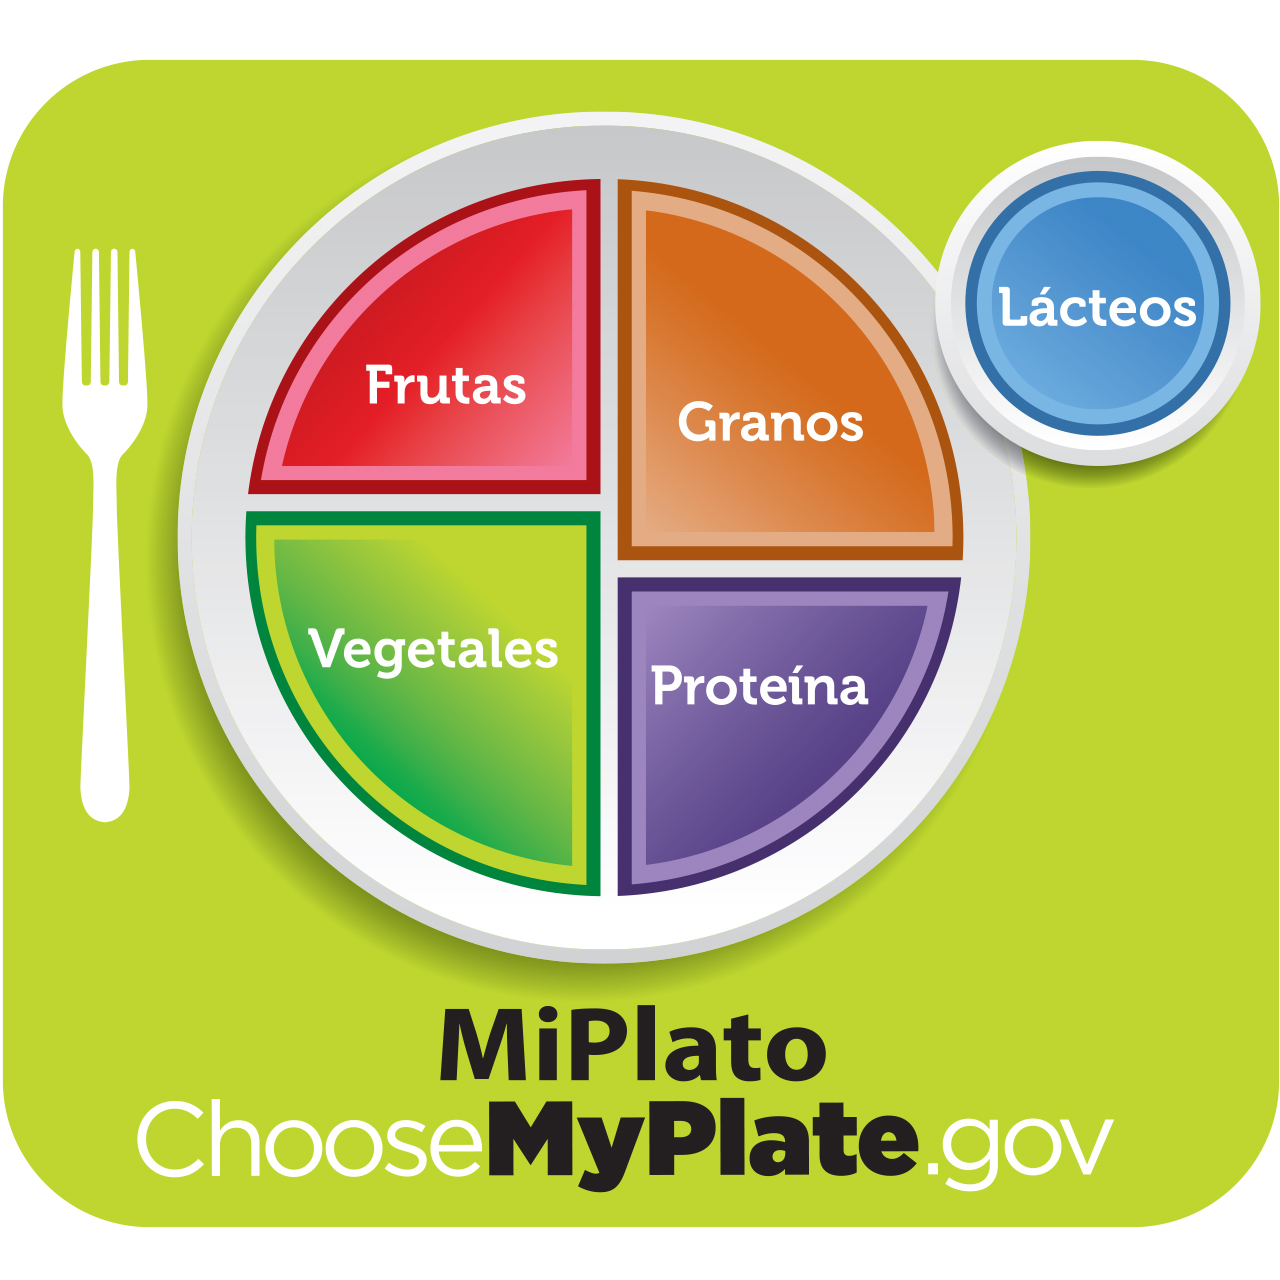 Frutas
Granos
Lácteos
Vegetales
Proteína
MiPlato
ChooseMyPlate.gov